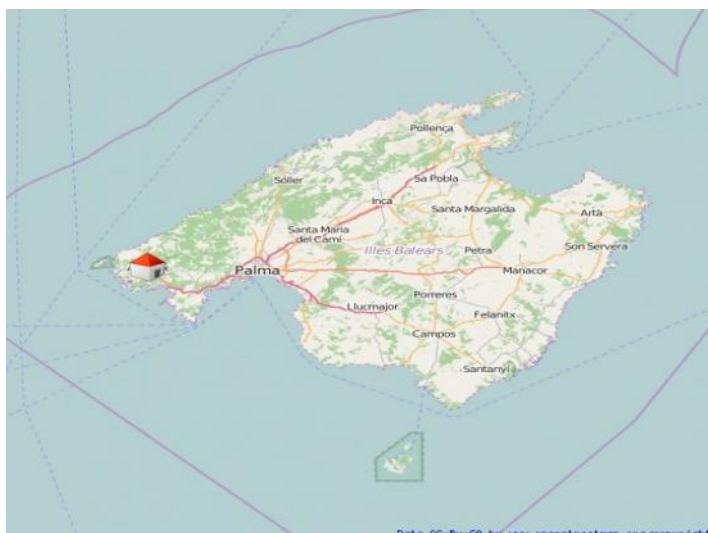 Pollença
Sa Pobla
Sóller
Inca
Santa Margalida
Artà
Santa Maria
del Camí
Illes Balears
Petra
Son Servera
Palma
Manacor
Porreres
Llucmajor
Felanitx
Campos
Santanyí